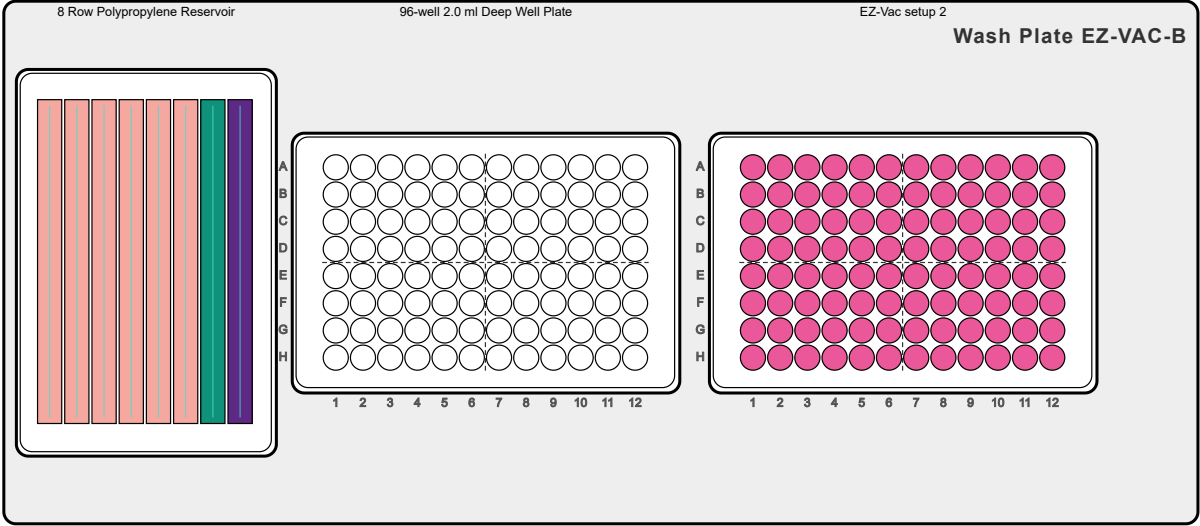 8 Row Polypropylene Reservoir
96-well 2.0 ml Deep Well Plate
EZ-Vac setup 2
Wash Plate EZ-VAC-B
A
B
C
D
E
F
G
H
1 2 3 4 5 6 7 8 9 10 11 12
A
B
C
D
E
F
G
H
1 2 3 4 5 6 7 8 9 10 11 12